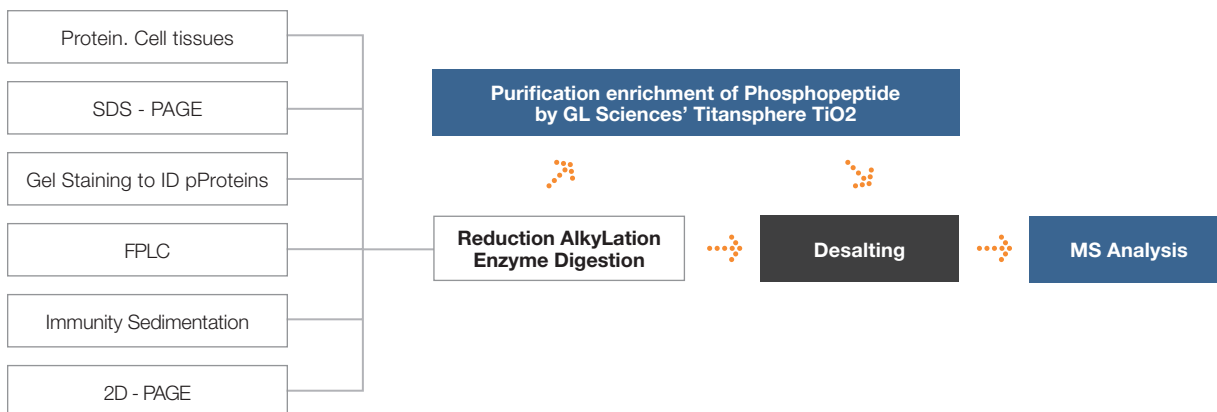 Protein. Cell tissues
SDS - PAGE
Gel Staining to ID pProteins
FPLC
Immunity Sedimentation
2D - PAGE
Purification enrichment of Phosphopeptide
by GL Sciences’ Titansphere TiO2
Reduction AlkyLation
Enzyme Digestion
Desalting
MS Analysis